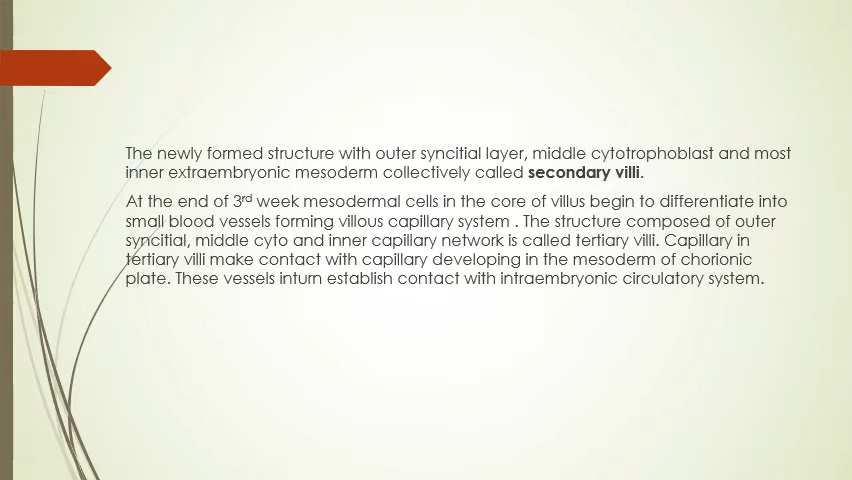 The newly formed structure with outer syncitial layer, middle cytotrophoblast and most
inner extraembryonic mesoderm collectively called secondary villi.
At the end of 3rd week mesodermal cells in the core of villus begin to differentiate into
small blood vessels forming villous capillary system . The structure composed of outer
syncitial, middle cyto and inner capillary network is called tertiary villi. Capillary in
tertiary villi make contact with capillary developing in the mesoderm of chorionic
plate. These vessels inturn establish contact with intraembryonic circulatory system.